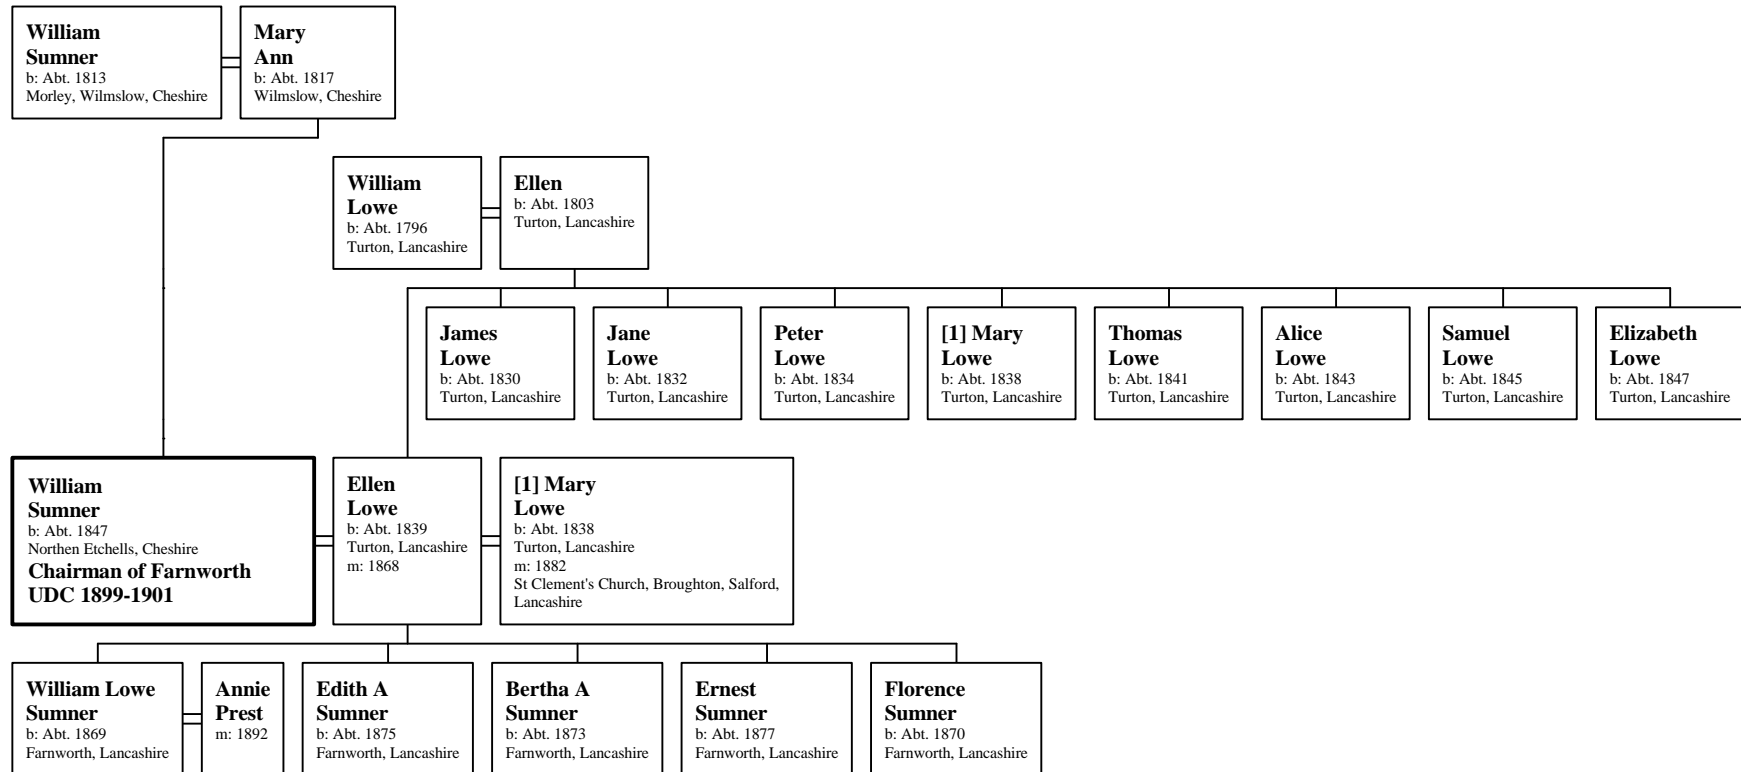 William
Sumner
b: Abt. 1813
Morley, Wilmslow, Cheshire
Mary
Ann
b: Abt. 1817
Wilmslow, Cheshire
William
Lowe
b: Abt. 1796
Turton, Lancashire
Ellen
b: Abt. 1803
Turton, Lancashire
James
Lowe
b: Abt. 1830
Turton, Lancashire
Jane
Lowe
b: Abt. 1832
Turton, Lancashire
Peter
Lowe
b: Abt. 1834
Turton, Lancashire
[1] Mary
Lowe
b: Abt. 1838
Turton, Lancashire
Thomas
Lowe
b: Abt. 1841
Turton, Lancashire
Alice
Lowe
b: Abt. 1843
Turton, Lancashire
Samuel
Lowe
b: Abt. 1845
Turton, Lancashire
Elizabeth
Lowe
b: Abt. 1847
Turton, Lancashire
William
Sumner
b: Abt. 1847
Northen Etchells, Cheshire
Chairman of Farnworth
UDC 1899-1901
Ellen
Lowe
b: Abt. 1839
Turton, Lancashire
m: 1868
[1] Mary
Lowe
b: Abt. 1838
Turton, Lancashire
m: 1882
St Clement's Church, Broughton, Salford,
Lancashire
William Lowe
Sumner
b: Abt. 1869
Farnworth, Lancashire
Annie
Prest
m: 1892
Edith A
Sumner
b: Abt. 1875
Farnworth, Lancashire
Bertha A
Sumner
b: Abt. 1873
Farnworth, Lancashire
Ernest
Sumner
b: Abt. 1877
Farnworth, Lancashire
Florence
Sumner
b: Abt. 1870
Farnworth, Lancashire